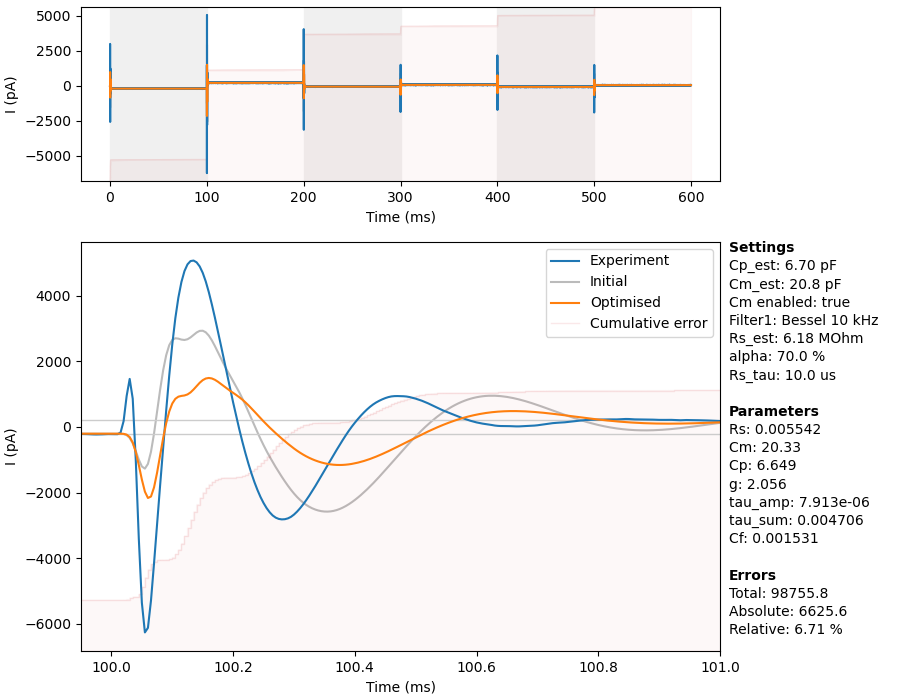 5000
2500
0
−2500
−5000
I (pA)
0
100
200
300
400
500
600
Time (ms)
4000
2000
0
−2000
−4000
−6000
I (pA)
100.0
100.2
100.4
100.6
100.8
101.0
Time (ms)
Experiment
Initial
Optimised
Cumulative error
Settings
Cp_est: 6.70 pF
Cm_est: 20.8 pF
Cm enabled: true
Filter1: Bessel 10 kHz
Rs_est: 6.18 MOhm
alpha: 70.0 %
Rs_tau: 10.0 us
Parameters
Rs: 0.005542
Cm: 20.33
Cp: 6.649
g: 2.056
tau_amp: 7.913e-06
tau_sum: 0.004706
Cf: 0.001531
Errors
Total: 98755.8
Absolute: 6625.6
Relative: 6.71 %